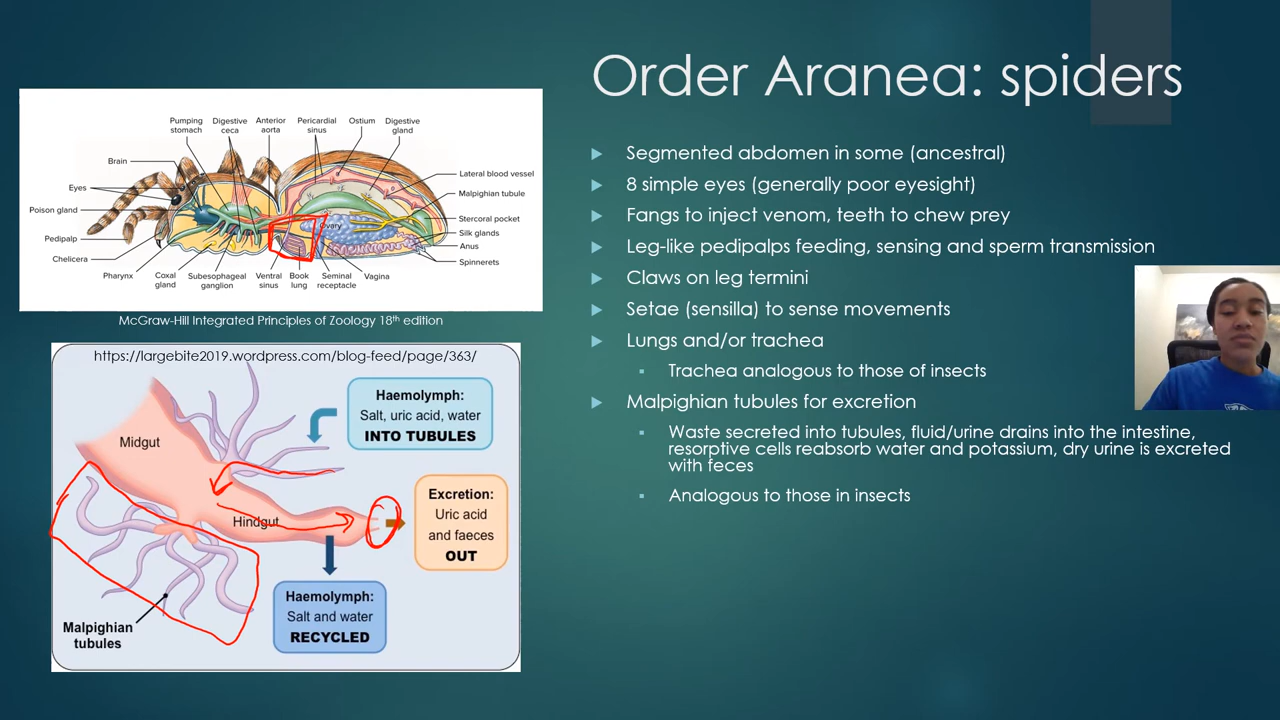 Order Aranea: spiders
Pumping stomach
Digestive ceca
Anterior aorta
Pericardial sinus
Ostium
Digestive gland
Brain
Eyes
Poison gland
Pedipalp
Chelicera
Pharynx
Coxal gland
Subesophageal ganglion
Ventral sinus
Book lung
Seminal receptacle
Vagina
Ovary
Lateral blood vessel
Malpighian tubule
Stercoral pocket
Silk glands
Anus
Spinnerets
McGraw-Hill Integrated Principles of Zoology 18th edition
https://largebite2019.wordpress.com/blog-feed/page/363/
Midgut
Haemolymph:
Salt, uric acid, water
INTO TUBULES
Hindgut
Excretion:
Uric acid
and faeces
OUT
Haemolymph:
Salt and water
RECYCLED
Malpighian
tubules
Segmented abdomen in some (ancestral)
8 simple eyes (generally poor eyesight)
Fangs to inject venom, teeth to chew prey
Leg-like pedipalps feeding, sensing and sperm transmission
Claws on leg termini
Setae (sensilla) to sense movements
Lungs and/or trachea
Trachea analogous to those of insects
Malpighian tubules for excretion
Waste secreted into tubules, fluid/urine drains into the intestine,
resorptive cells reabsorb water and potassium, dry urine is excreted
with feces
Analogous to those in insects